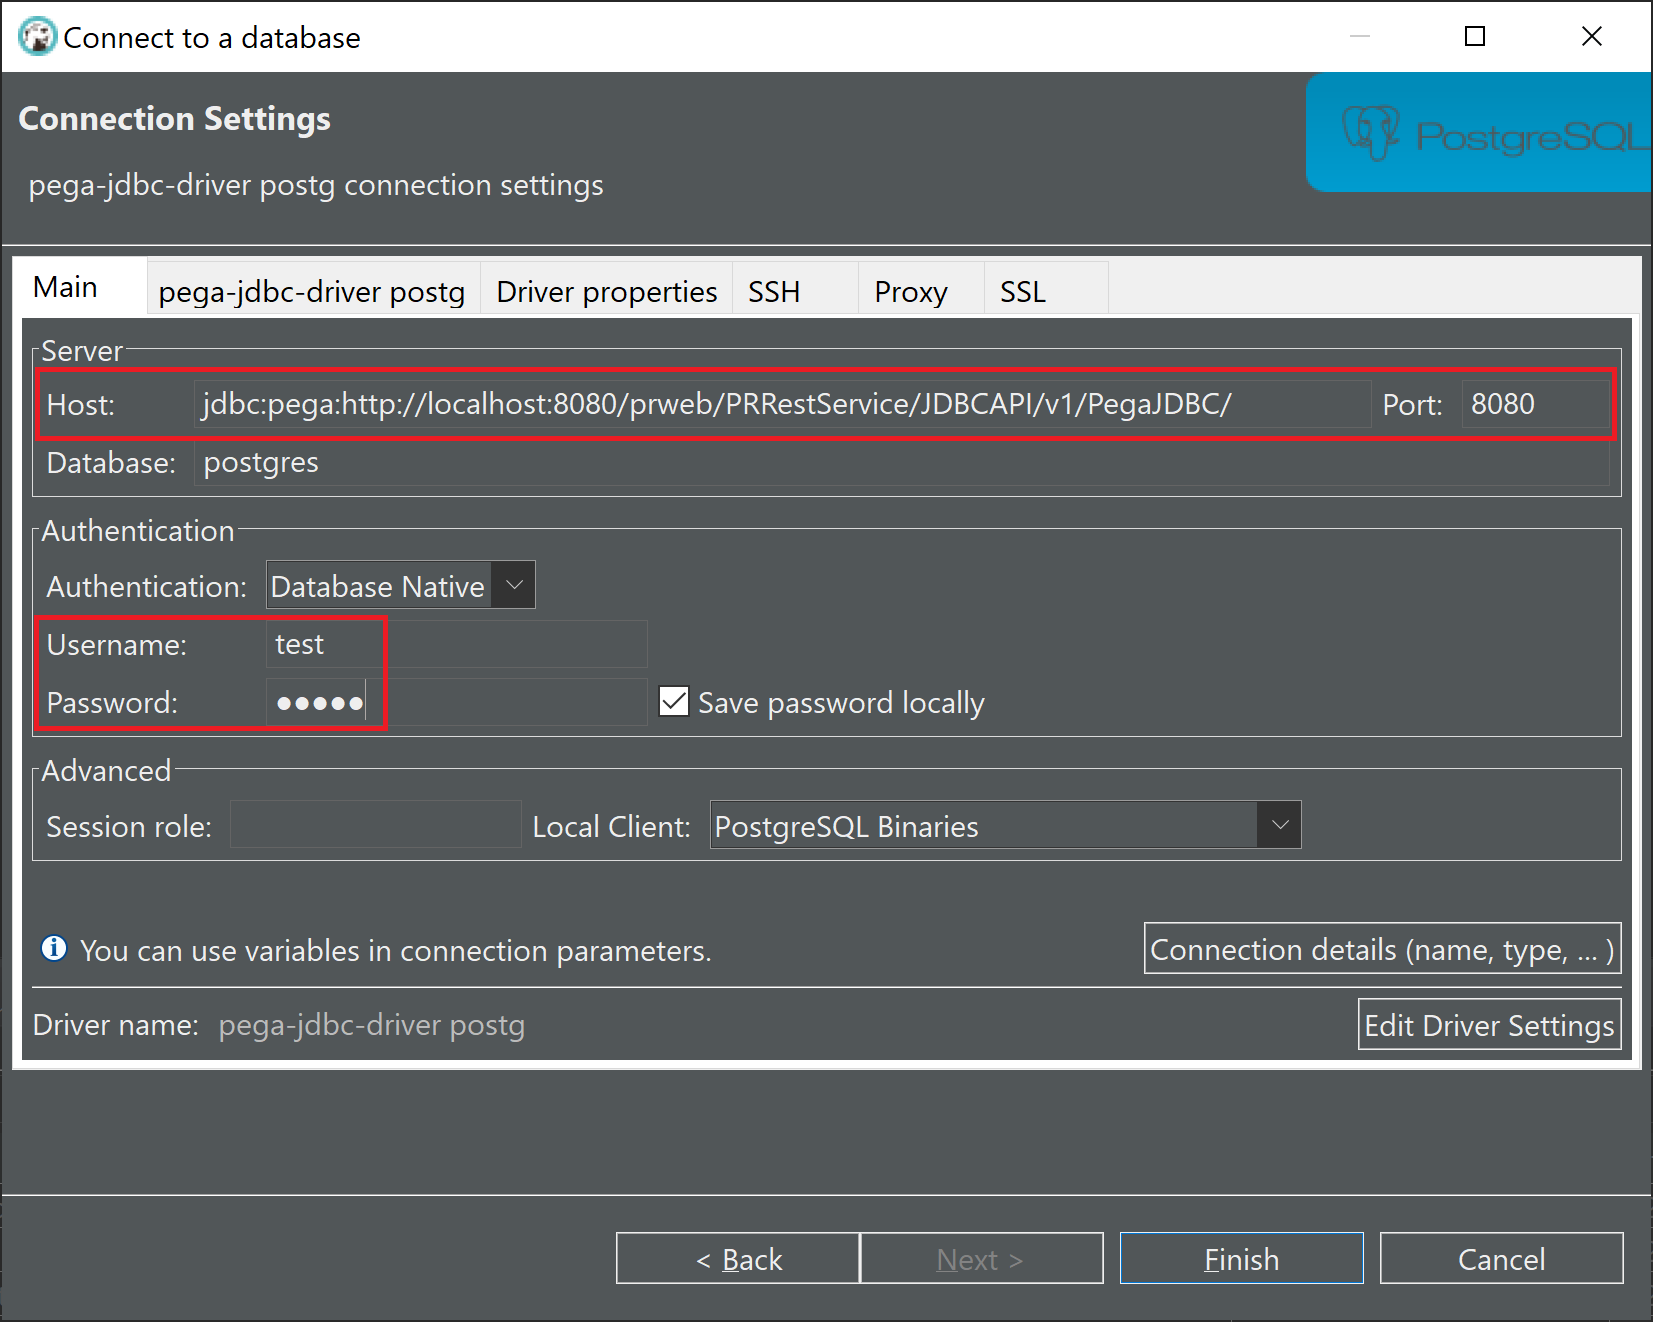 Connect to a database
Connection Settings
PostgreSQL
pega-jdbc-driver postg connection settings
Main pega-jdbc-driver postg Driver properties SSH Proxy SSL
Server
Host: jdbc:pega:http://localhost:8080/prweb/PRRestService/JDBCAPI/v1/PegaJDBC/ Port: 8080
Database: postgres
Authentication
Authentication: Database Native
Username: test
Password: ●●●●● Save password locally
Advanced
Session role: Local Client: PostgreSQL Binaries
You can use variables in connection parameters. Connection details (name, type, ... )
Driver name: pega-jdbc-driver postg Edit Driver Settings
< Back Next > Finish Cancel